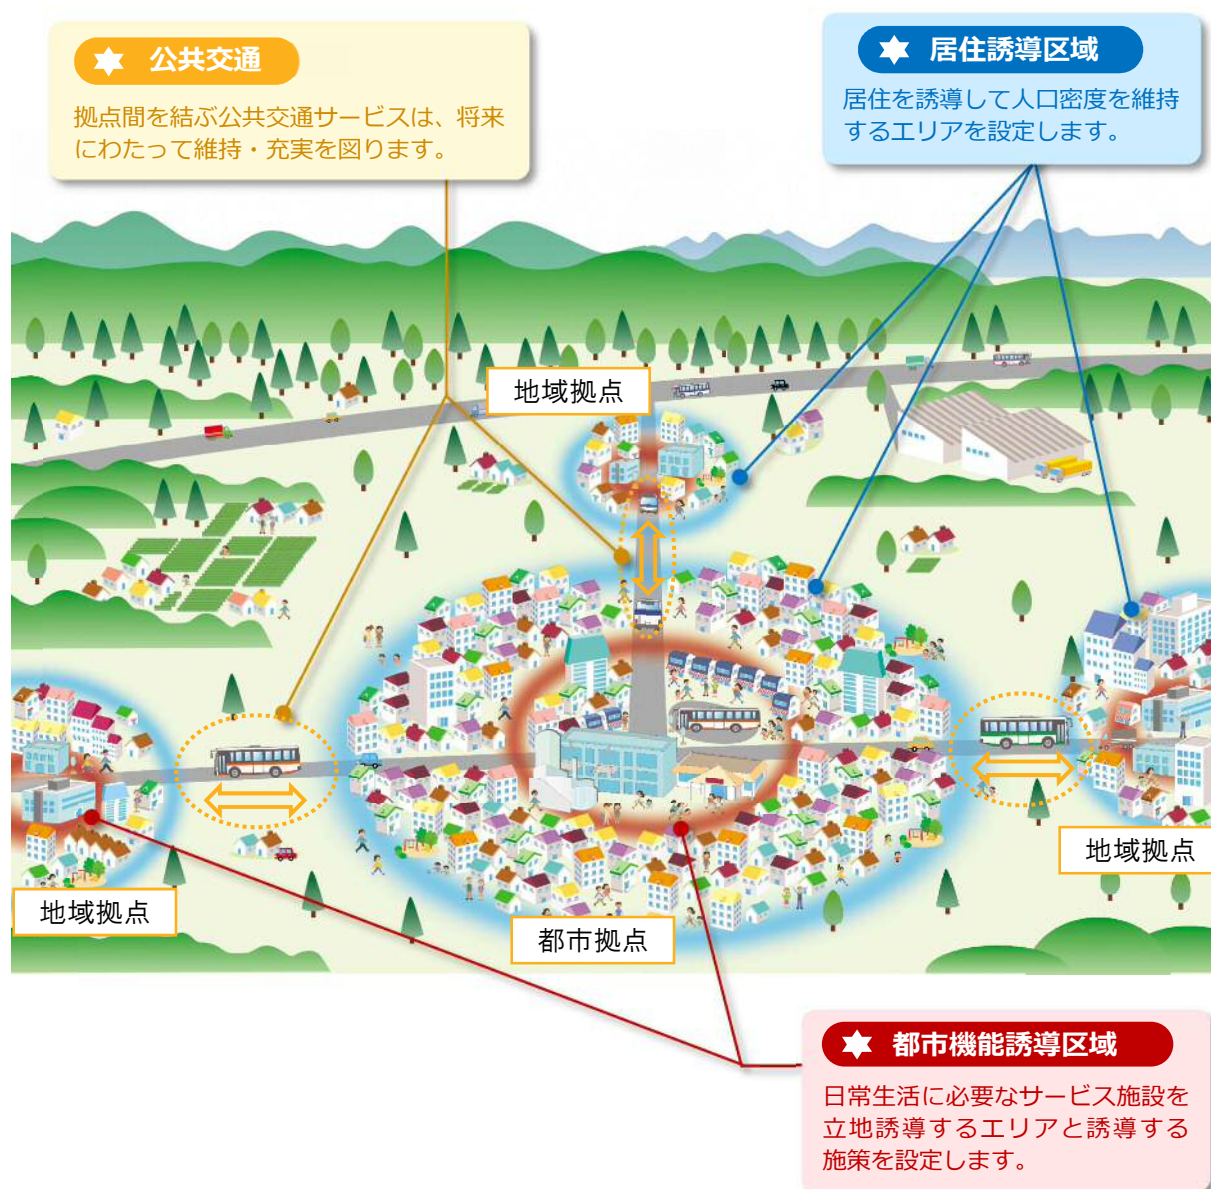 公共交通
拠点間を結ぶ公共交通サービスは、将来
にわたって維持・充実を図ります。
居住誘導区域
居住を誘導して人口密度を維持
するエリアを設定します。
地域拠点
地域拠点
地域拠点
都市拠点
都市機能誘導区域
日常生活に必要なサービス施設を
立地誘導するエリアと誘導する
施策を設定します。